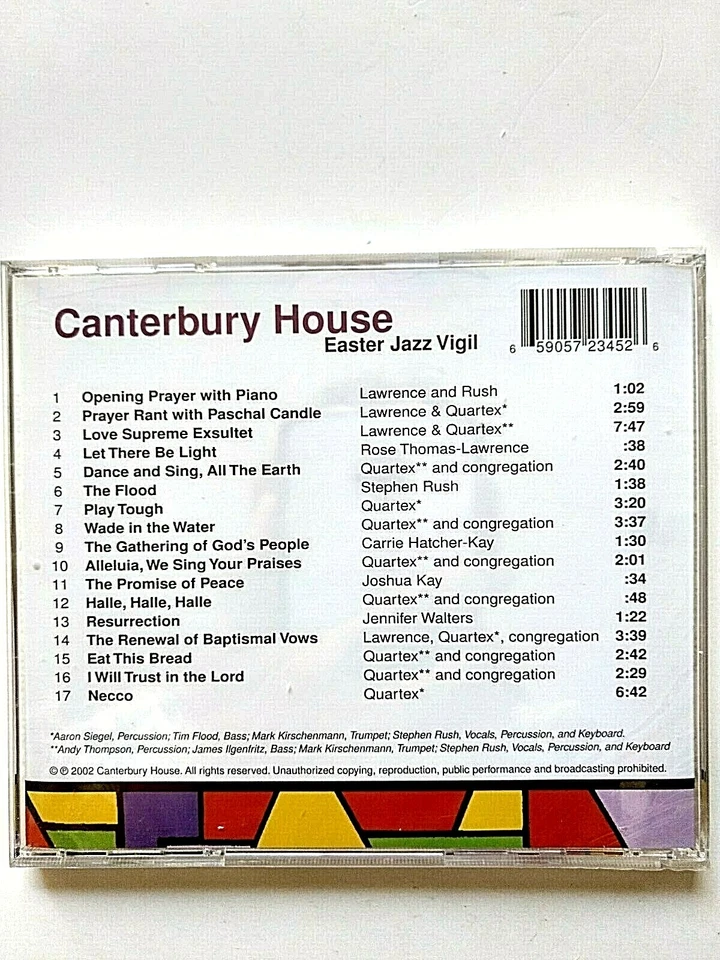 Canterbury House
Easter Jazz Vigil
6 59057 23452 6
1 Opening Prayer with Piano Lawrence and Rush 1:02
2 Prayer Rant with Paschal Candle Lawrence & Quartex* 2:59
3 Love Supreme Exsultet Lawrence & Quartex** 7:47
4 Let There Be Light Rose Thomas-Lawrence :38
5 Dance and Sing, All The Earth Quartex** and congregation 2:40
6 The Flood Stephen Rush 1:38
7 Play Tough Quartex* 3:20
8 Wade in the Water Quartex** and congregation 3:37
9 The Gathering of God's People Carrie Hatcher-Kay 1:30
10 Alleluia, We Sing Your Praises Quartex** and congregation 2:01
11 The Promise of Peace Joshua Kay :34
12 Halle, Halle, Halle Quartex** and congregation :48
13 Resurrection Jennifer Walters 1:22
14 The Renewal of Baptismal Vows Lawrence, Quartex*, congregation 3:39
15 Eat This Bread Quartex** and congregation 2:42
16 I Will Trust in the Lord Quartex** and congregation 2:29
17 Necco Quartex* 6:42
*Aaron Siegel, Percussion; Tim Flood, Bass; Mark Kirschenmann, Trumpet; Stephen Rush, Vocals, Percussion, and Keyboard.
**Andy Thompson, Percussion; James Ilgenfritz, Bass; Mark Kirschenmann, Trumpet; Stephen Rush, Vocals, Percussion, and Keyboard
© ℗ 2002 Canterbury House. All rights reserved. Unauthorized copying, reproduction, public performance and broadcasting prohibited.